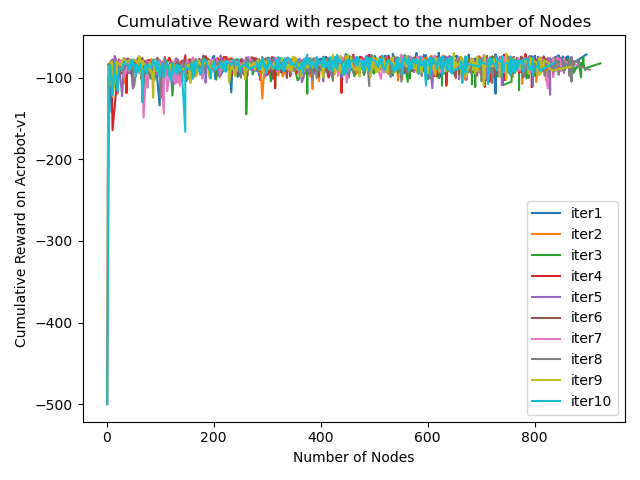 Cumulative Reward with respect to the number of Nodes
−100
−200
−300
−400
−500
Cumulative Reward on Acrobot-v1
0
200
400
600
800
Number of Nodes
iter1
iter2
iter3
iter4
iter5
iter6
iter7
iter8
iter9
iter10